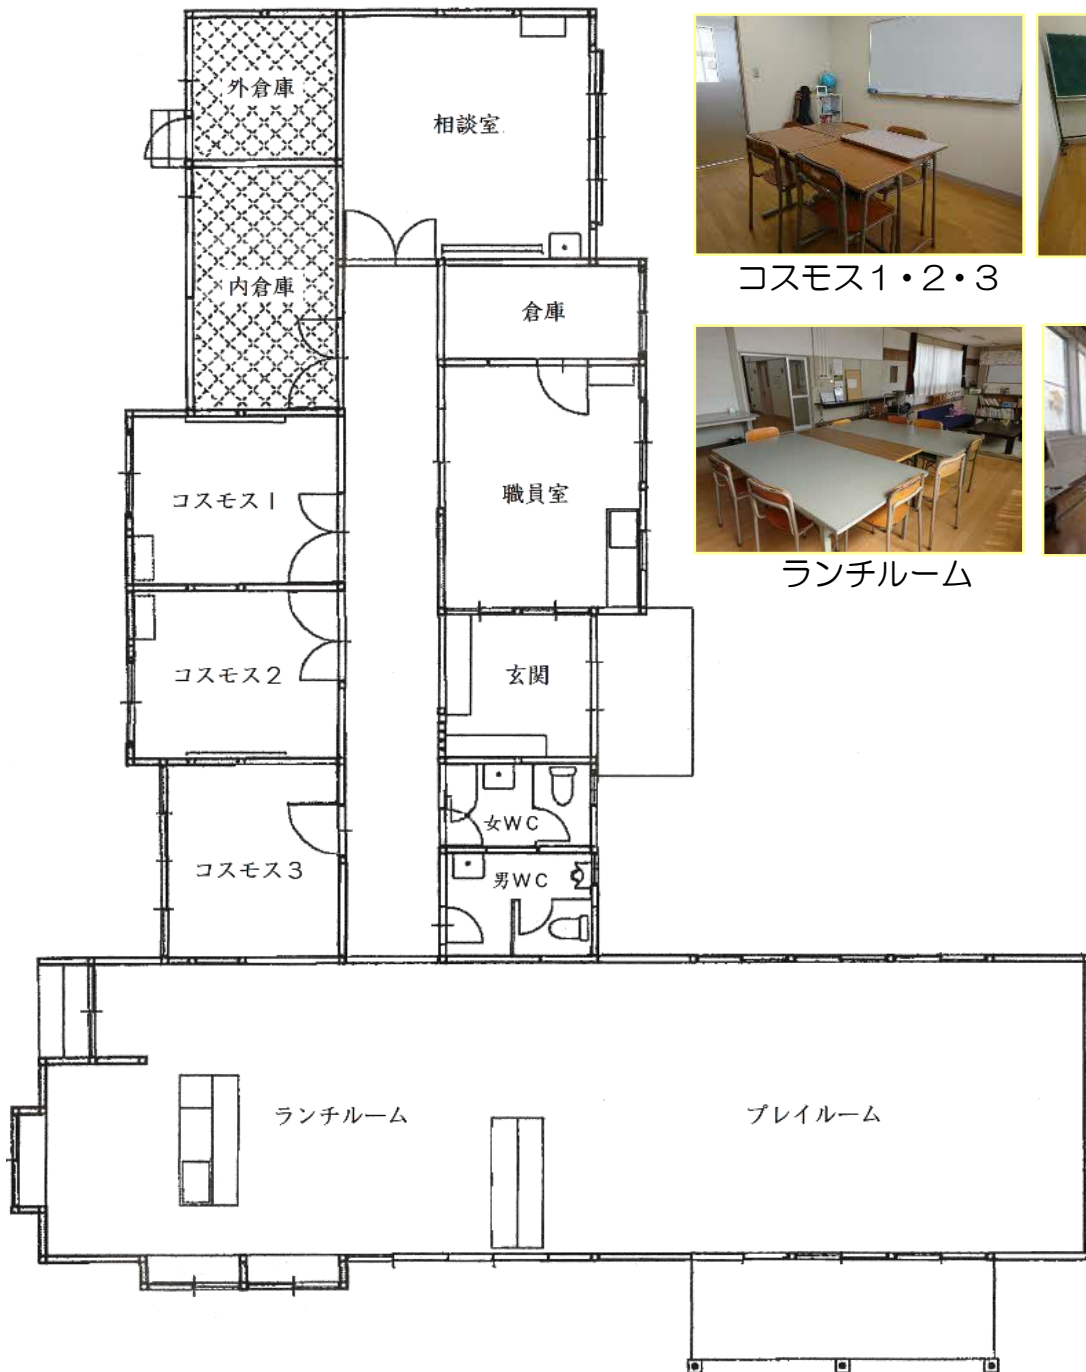 外倉庫
相談室
コスモス1・2・3
内倉庫
倉庫
コスモス1
職員室
ランチルーム
コスモス2
玄関
女WC
コスモス3
男WC
ランチルーム
プレイルーム